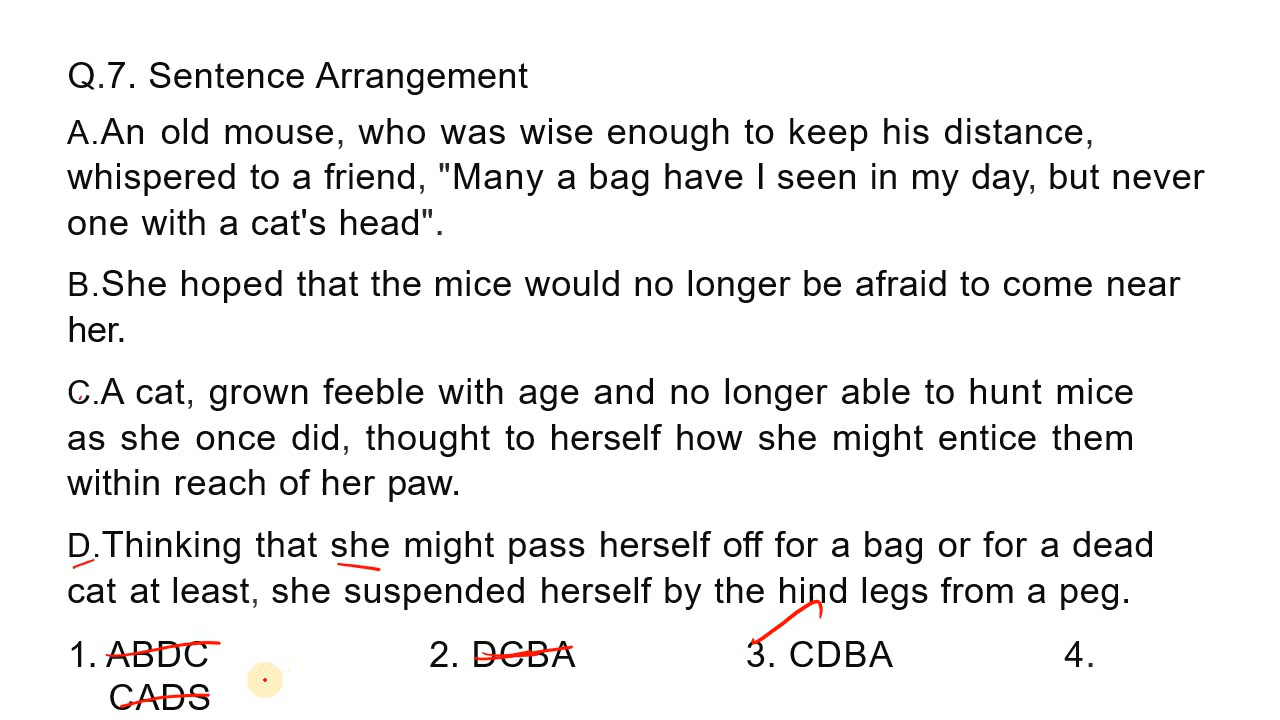 Q.7. Sentence Arrangement
A.An old mouse, who was wise enough to keep his distance,
whispered to a friend, "Many a bag have I seen in my day, but never
one with a cat's head".
B.She hoped that the mice would no longer be afraid to come near
her.
C.A cat, grown feeble with age and no longer able to hunt mice
as she once did, thought to herself how she might entice them
within reach of her paw.
D.Thinking that she might pass herself off for a bag or for a dead
cat at least, she suspended herself by the hind legs from a peg.
1. ABDC 2. DCBA 3. CDBA 4.
CADS